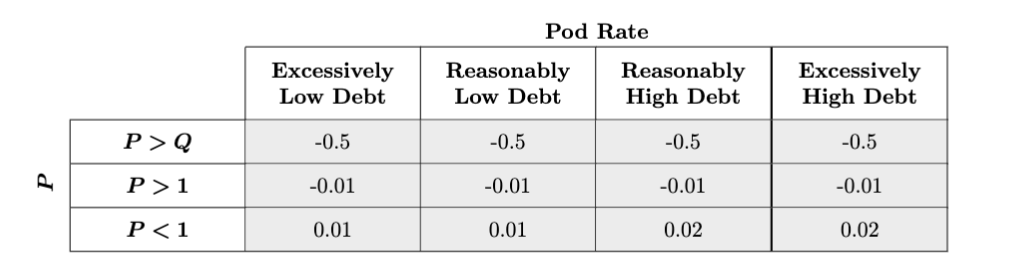 Pod Rate
Excessively Low Debt Reasonably Low Debt Reasonably High Debt Excessively High Debt
P > Q -0.5 -0.5 -0.5 -0.5
P
P > 1 -0.01 -0.01 -0.01 -0.01
P < 1 0.01 0.01 0.02 0.02